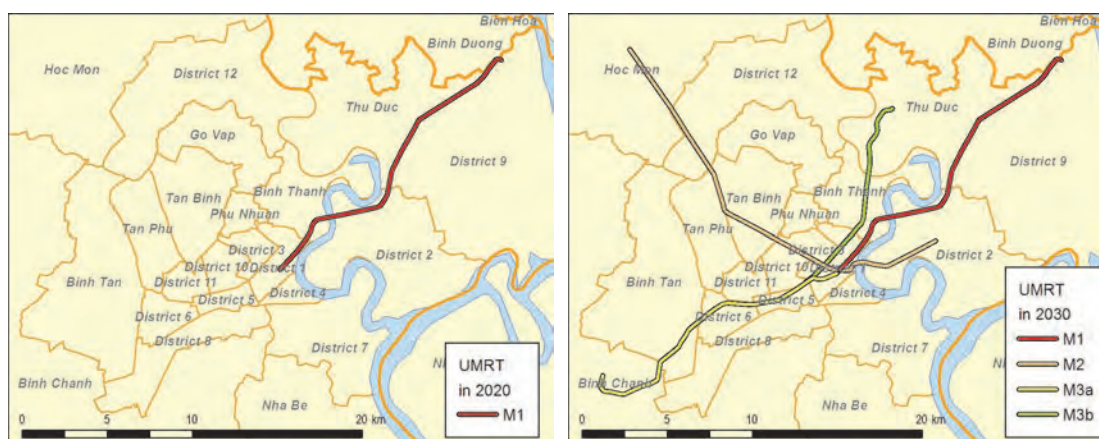 Bien Hoa
Binh Duong
Hoc Mon
District 12
Thu Duc
Go Vap
District 9
Tan Binh
Binh Thanh
Phu Nhuan
Tan Phu
District 3
District 2
District 10
District 1
Binh Tan
District 11
District 4
District 5
District 6
District 8
District 7
Binh Chanh
Nha Be
UMRT
in 2020
M1
0 5 10 20 km
Bien Hoa
Binh Duong
Hoc Mon
District 12
Thu Duc
Go Vap
District 9
Tan Binh
Binh Thanh
Phu Nhuan
Tan Phu
District
District 2
District 10
Binh Tan
District 11
District 4
District 5
District 6
District 8
District 7
Binh Chanh
Nha Be
UMRT
in 2030
M1
M2
M3a
M3b
0 5 10 20 km